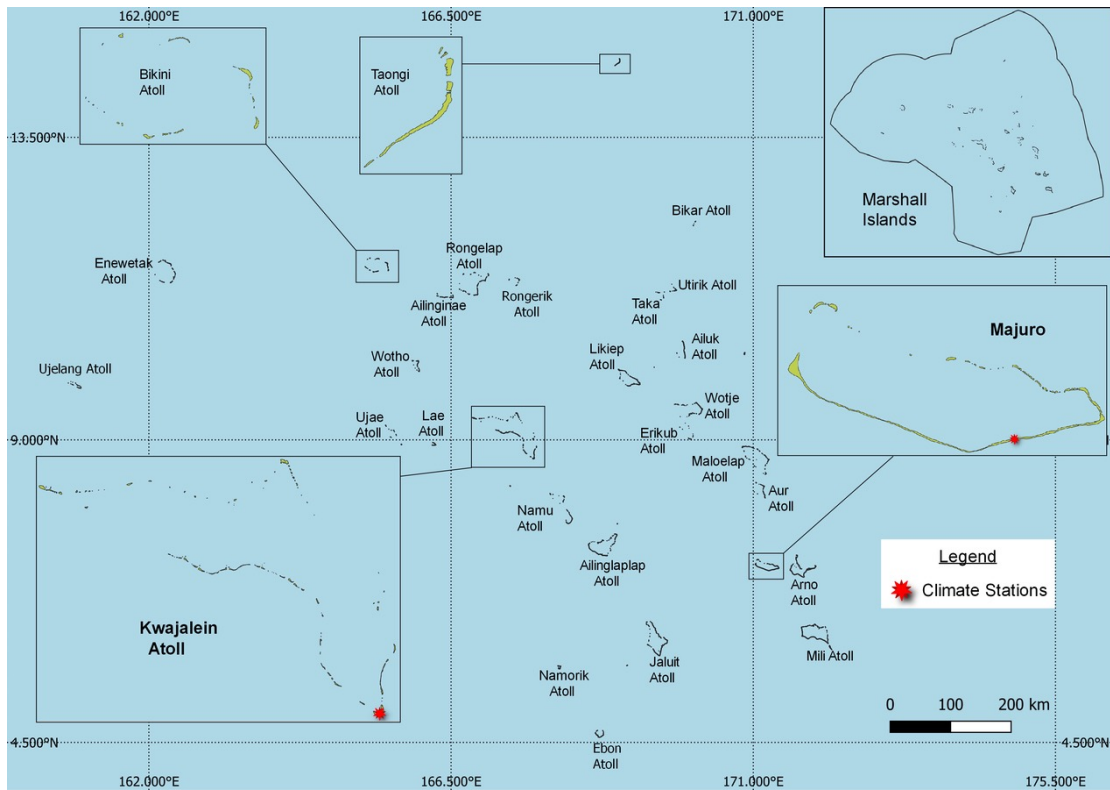 162.000°E
166.500°E
171.000°E
Bikini
Atoll
Taongi
Atoll
13.500°N
Marshall
Islands
Bikar Atoll
Enewetak
Atoll
Rongelap
Atoll
Ailinginae
Atoll
Rongerik
Atoll
Utirik Atoll
Taka
Atoll
Majuro
Ailuk
Atoll
Likiep
Atoll
Wotho
Atoll
Ujelang Atoll
Wotje
Atoll
Ujae
Atoll
Lae
Atoll
Erikub
Atoll
9.000°N
Maloelap
Atoll
Aur
Atoll
Namu
Atoll
Ailinglaplap
Atoll
Arno
Atoll
Legend
Climate Stations
Kwajalein
Atoll
Jaluit
Atoll
Mili Atoll
Namorik
Atoll
0 100 200 km
4.500°N
4.500°N
Ebon
Atoll
162.000°E
166.500°E
171.000°E
175.500°E